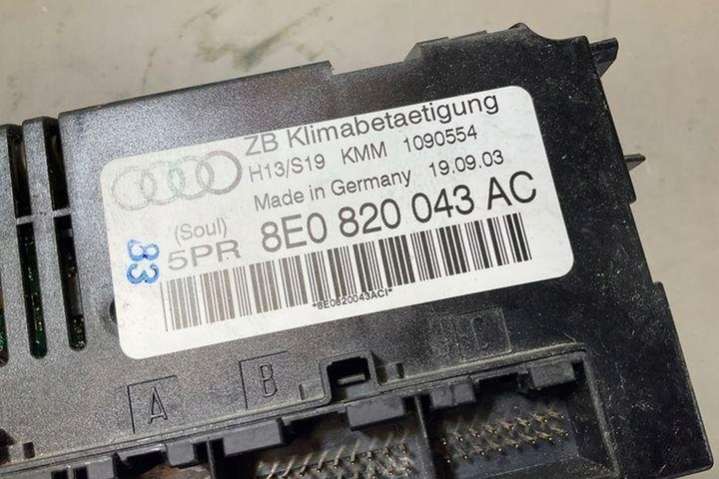 ZB Klimabetaetigung
H13/S19 KMM 1090554
Made in Germany 19.09.03
(Soul)
5PR 8E0 820 043 AC
83
*8E0820043ACI*
A
B
C